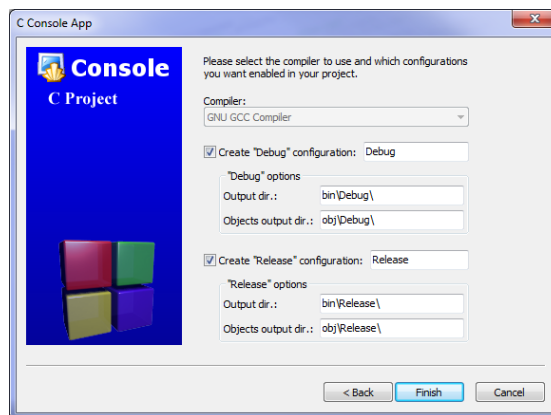 C Console App
Console
C Project
Please select the compiler to use and which configurations
you want enabled in your project.
Compiler:
GNU GCC Compiler
Create "Debug" configuration: Debug
"Debug" options
Output dir.: bin\Debug\
Objects output dir.: obj\Debug\
Create "Release" configuration: Release
"Release" options
Output dir.: bin\Release\
Objects output dir.: obj\Release\
< Back Finish Cancel